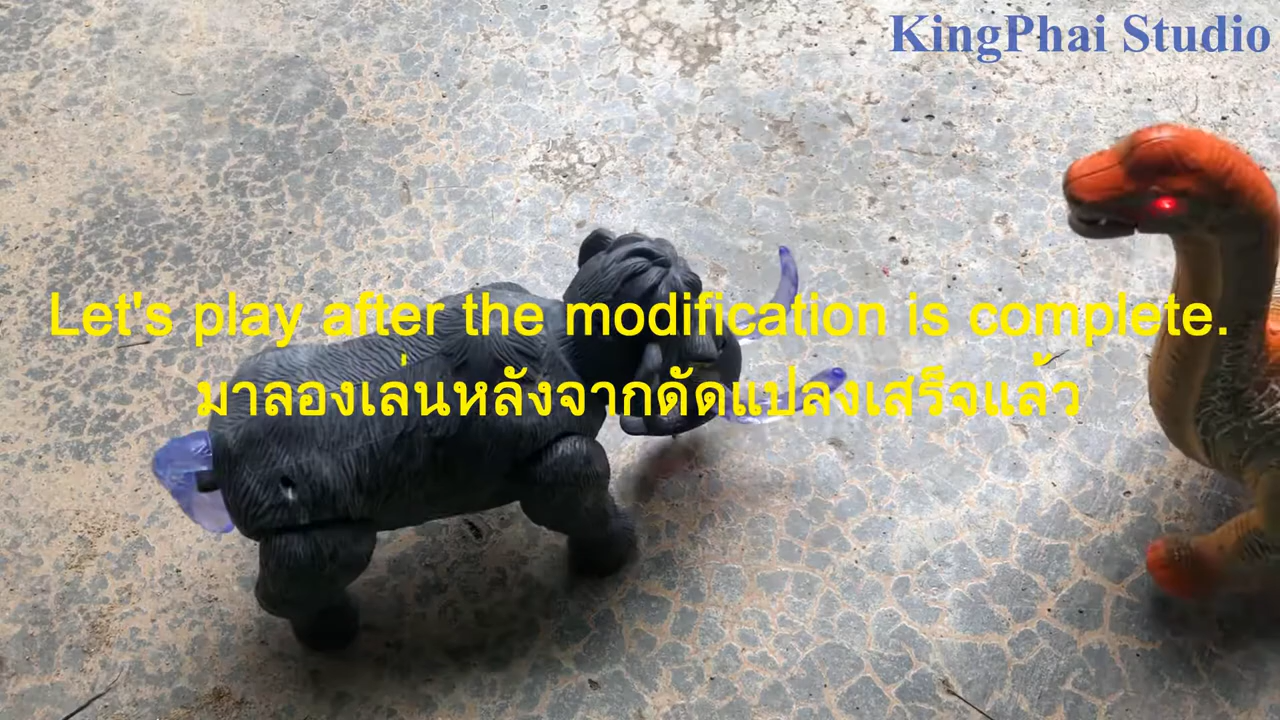 KingPhai Studio
Let's play after the modification is complete.
มาลองเล่นหลังจากดัดแปลงเสร็จแล้ว